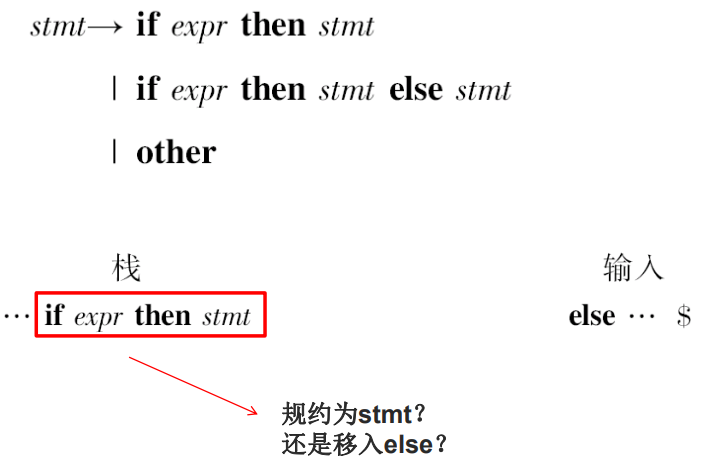 stmt→ if expr then stmt
| if expr then stmt else stmt
| other
栈 输入
··· if expr then stmt else ··· $
规约为stmt？
还是移入else？